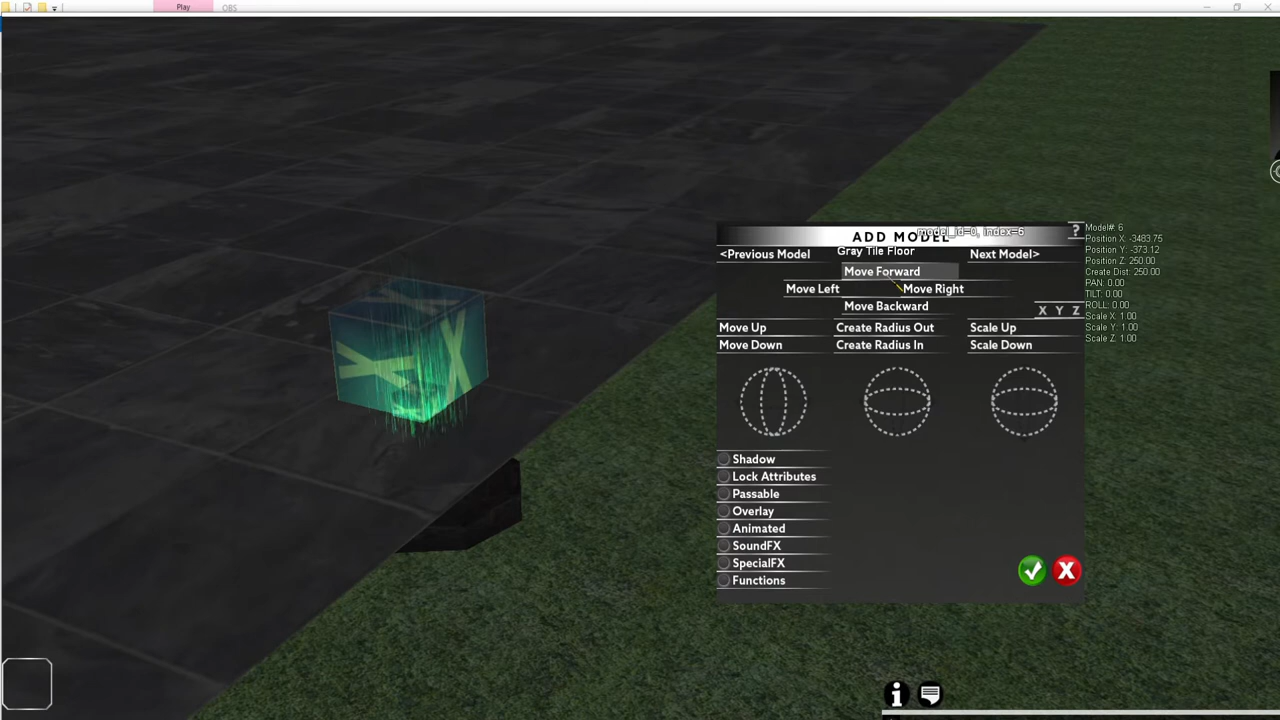 Play
OBS
ADD MODEL
model_id=0, index=6
?
<Previous Model
Gray Tile Floor
Next Model>
Move Forward
Move Left
Move Right
Move Backward
X Y Z
Move Up
Create Radius Out
Scale Up
Move Down
Create Radius In
Scale Down
Shadow
Lock Attributes
Passable
Overlay
Animated
SoundFX
SpecialFX
Functions
Model#: 6
Position X: -3483.75
Position Y: -373.12
Position Z: 250.00
Create Dist: 250.00
PAN: 0.00
TILT: 0.00
ROLL: 0.00
Scale X: 1.00
Scale Y: 1.00
Scale Z: 1.00